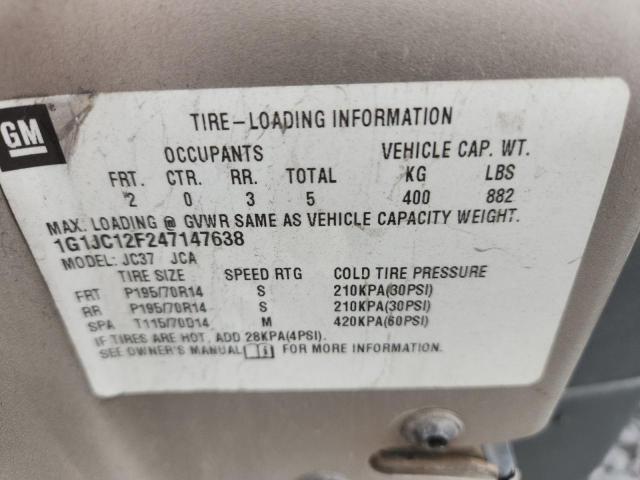 GM
TIRE-LOADING INFORMATION
OCCUPANTS VEHICLE CAP. WT.
FRT. CTR. RR. TOTAL KG LBS
2 0 3 5 400 882
MAX. LOADING @ GVWR SAME AS VEHICLE CAPACITY WEIGHT.
1G1JC12F247147638
MODEL: JC37 JCA
TIRE SIZE SPEED RTG COLD TIRE PRESSURE
FRT P195/70R14 S 210KPA(30PSI)
RR P195/70R14 S 210KPA(30PSI)
SPA T115/70D14 M 420KPA(60PSI)
IF TIRES ARE HOT, ADD 28KPA(4PSI).
SEE OWNER'S MANUAL FOR MORE INFORMATION.